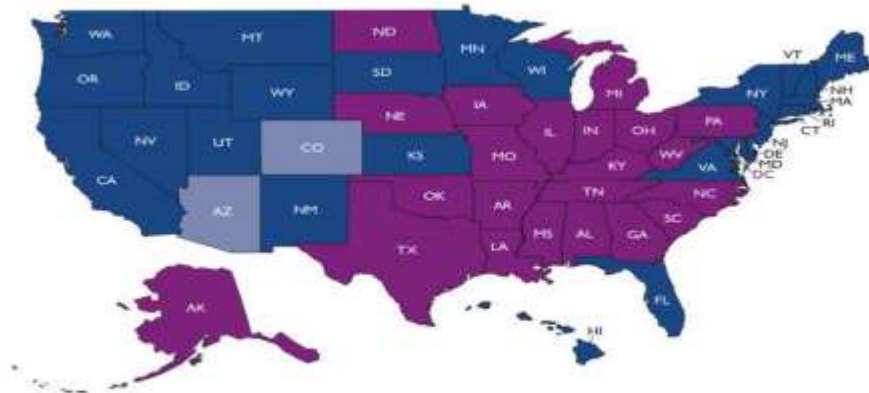 WA
MT
ND
MN
VT
ME
OR
ID
SD
WI
NY
NH
MA
WY
MI
RI
CT
NV
UT
NE
IA
PA
NJ
CO
IL
IN
OH
DE
CA
KS
MO
WV
VA
MD
KY
DC
AZ
NM
OK
AR
TN
NC
SC
TX
LA
MS
AL
GA
AK
FL
HI